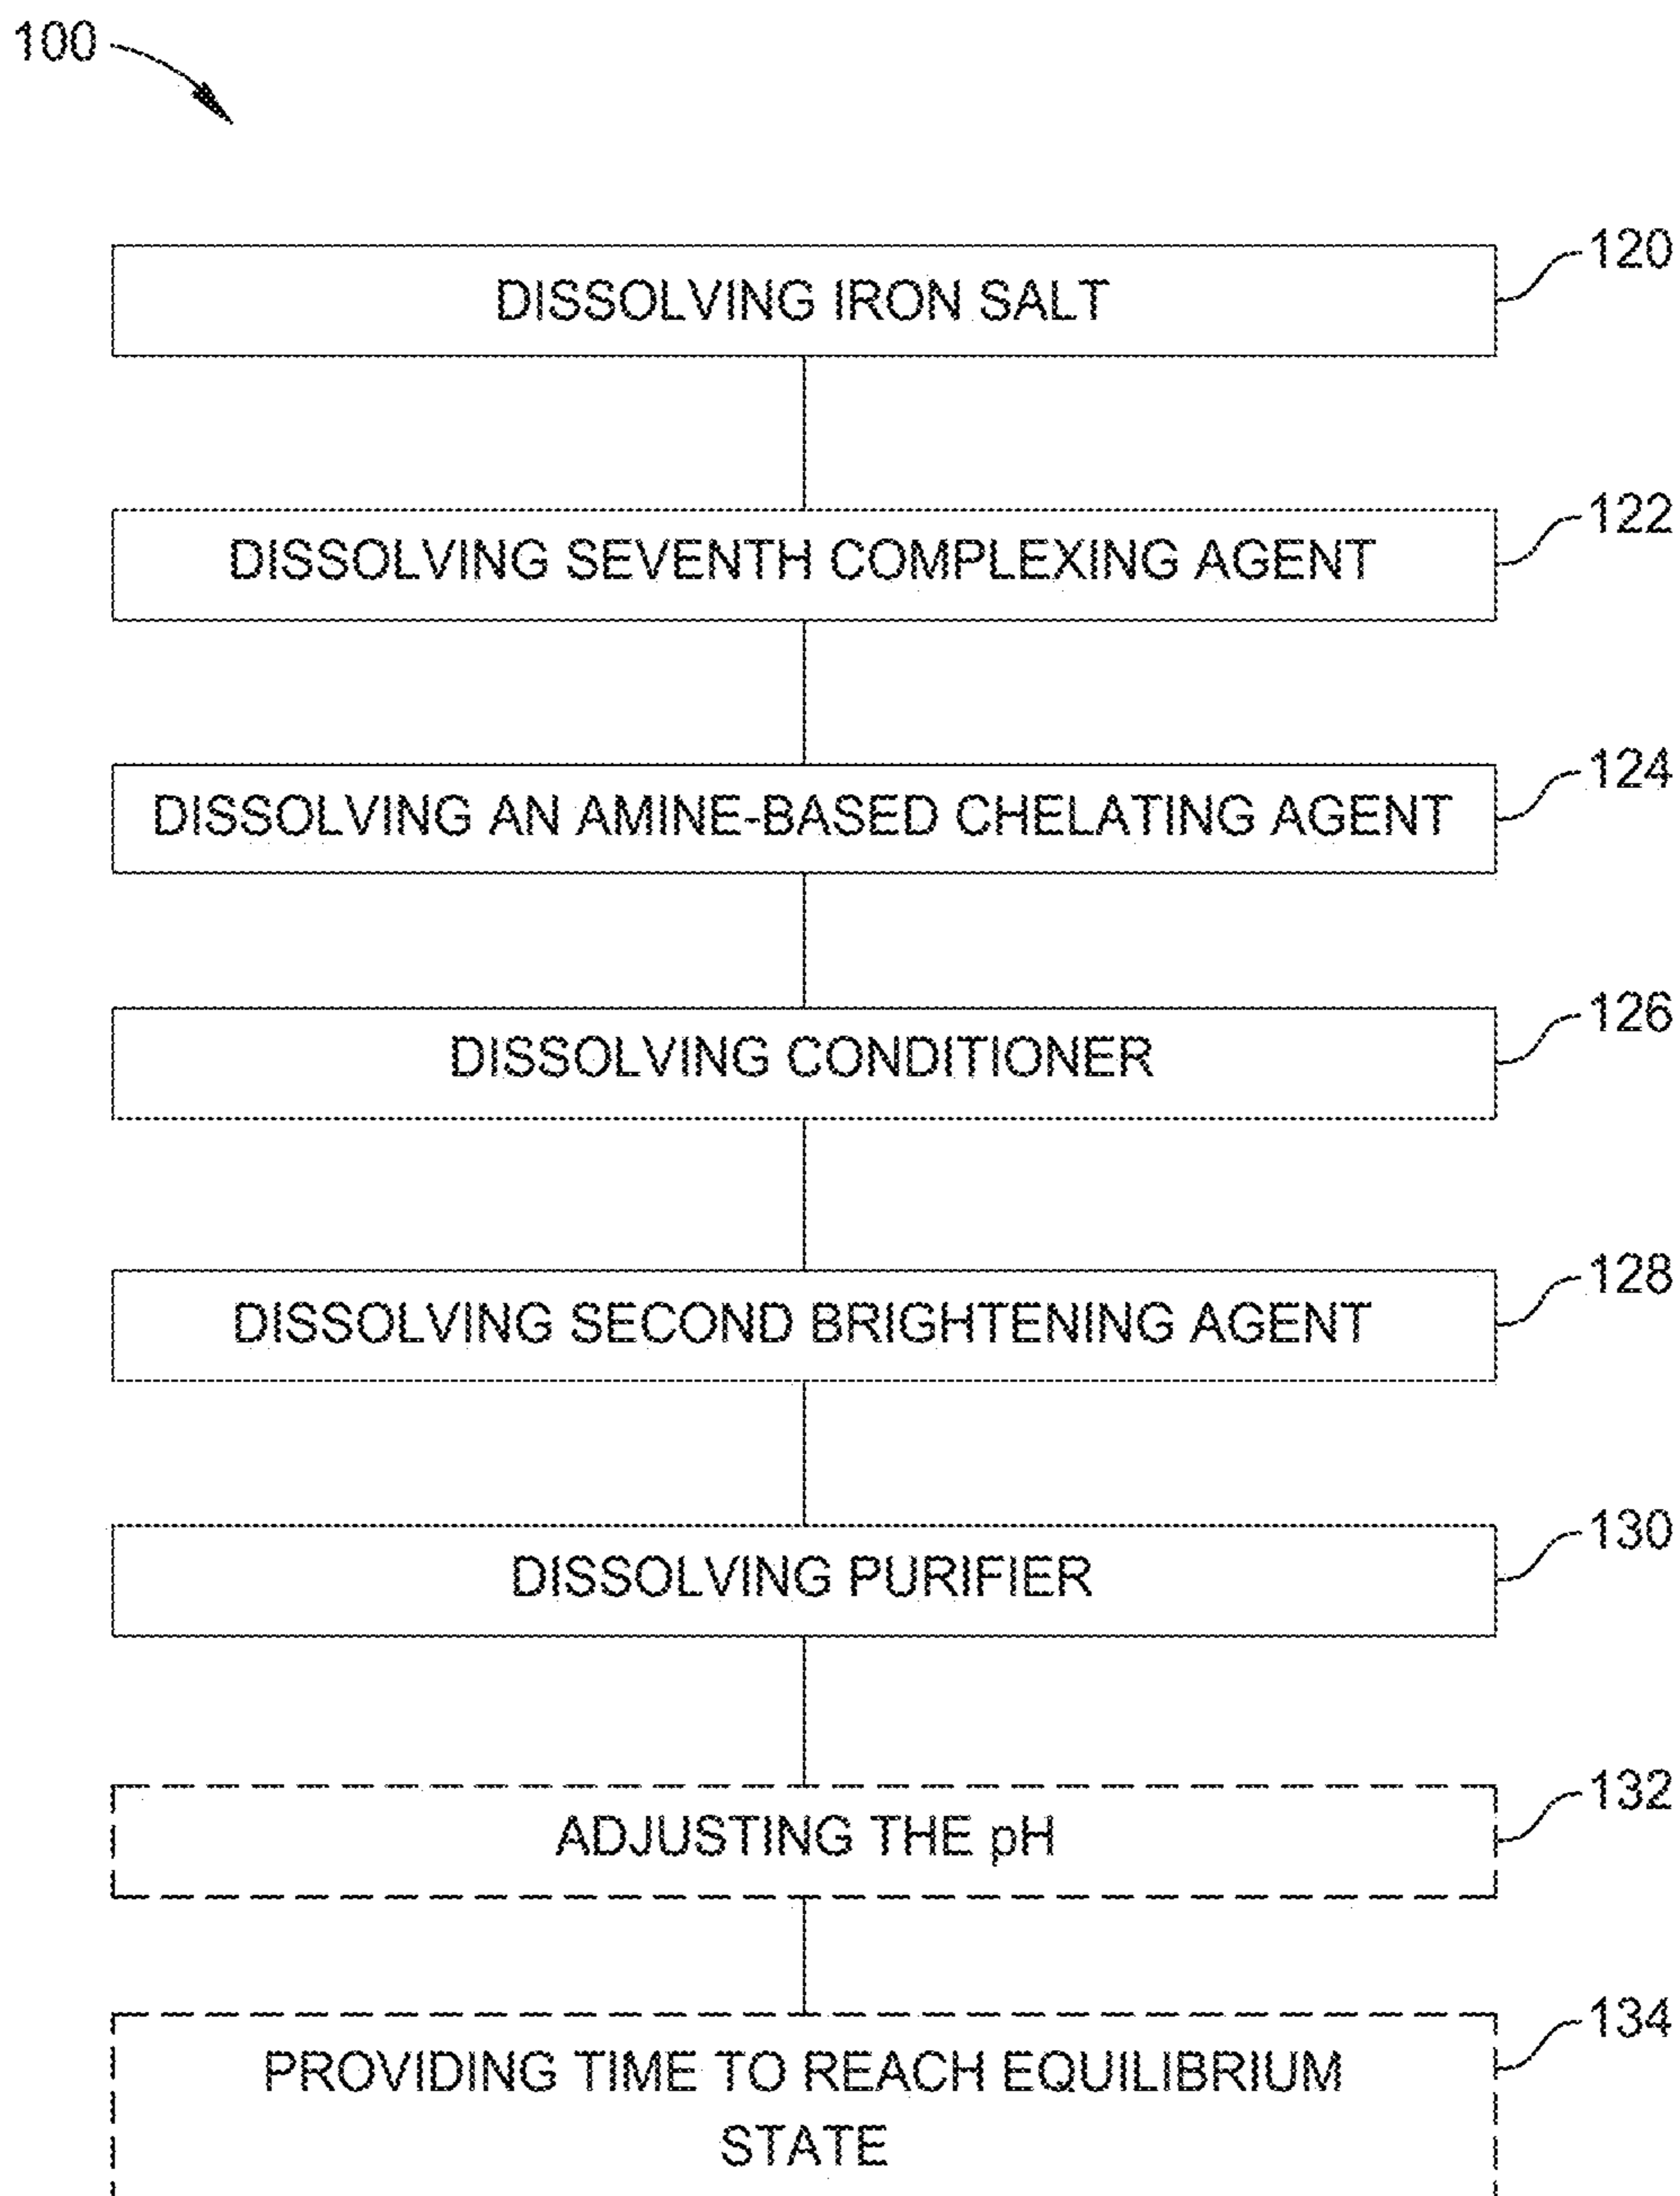 100
DISSOLVING IRON SALT
120
DISSOLVING SEVENTH COMPLEXING AGENT
122
DISSOLVING AN AMINE-BASED CHELATING AGENT
124
DISSOLVING CONDITIONER
126
DISSOLVING SECOND BRIGHTENING AGENT
128
DISSOLVING PURIFIER
130
ADJUSTING THE pH
132
PROVIDING TIME TO REACH EQUILIBRIUM
STATE
134